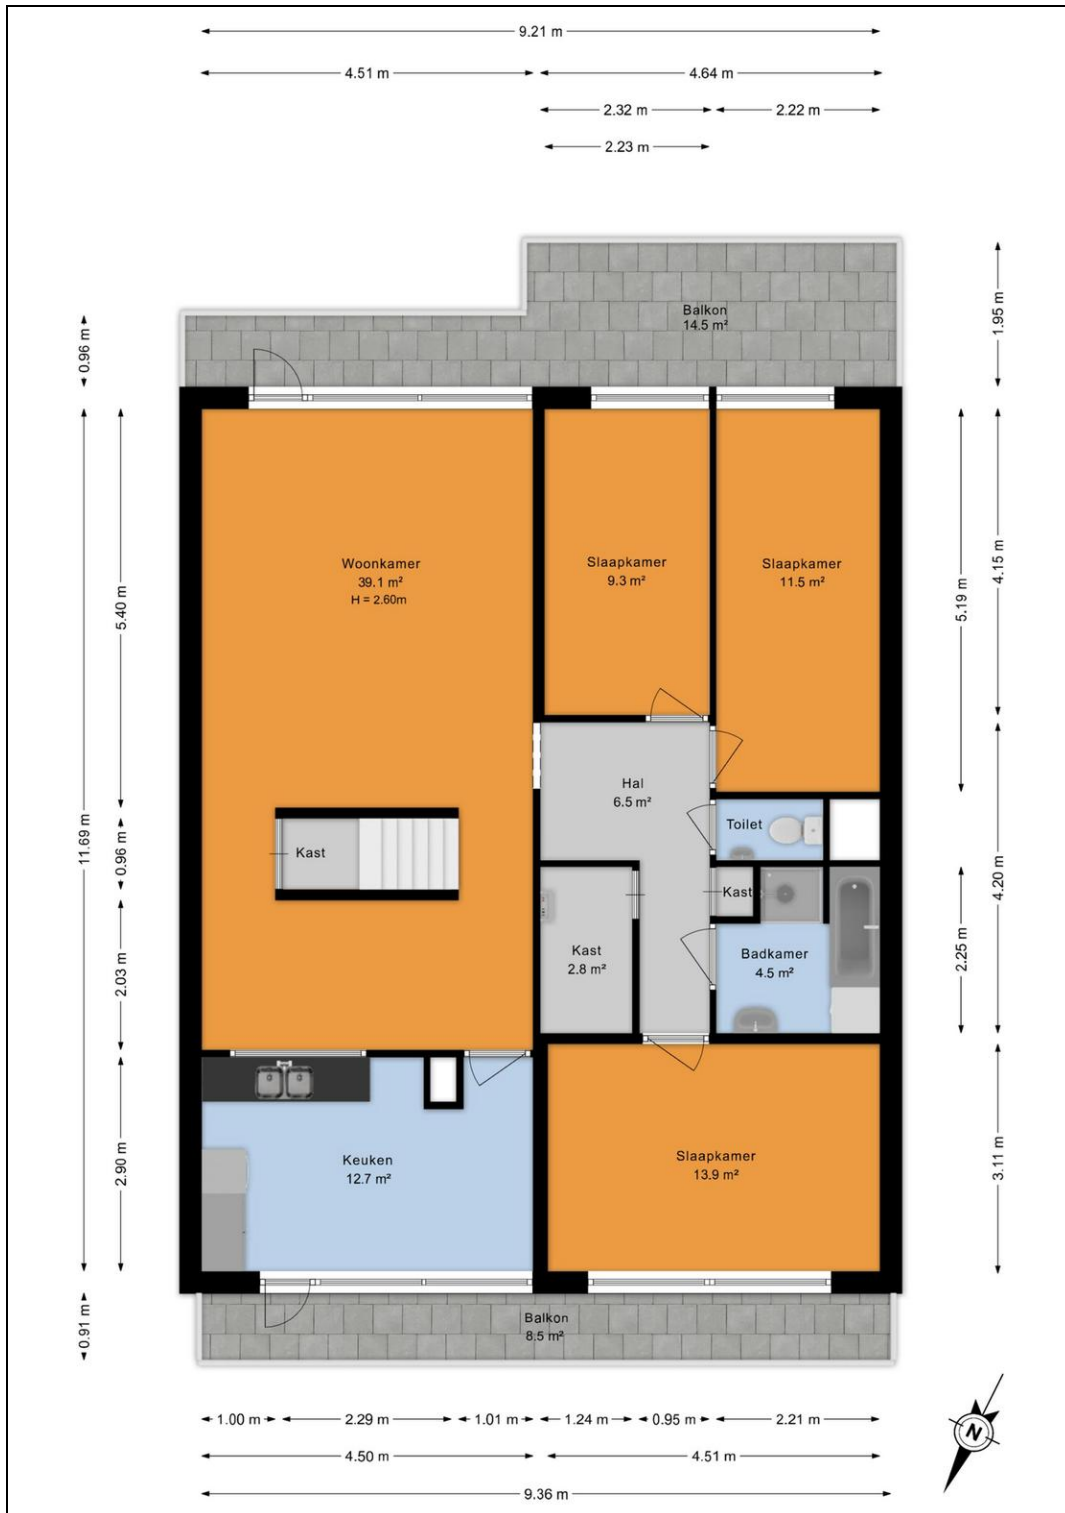 9.21 m
4.51 m
4.64 m
2.32 m
2.22 m
2.23 m
Balkon
14.5 m²
1.95 m
0.96 m
Woonkamer
39.1 m²
H = 2.60m
Slaapkamer
9.3 m²
Slaapkamer
11.5 m²
5.40 m
5.19 m
4.15 m
Hal
6.5 m²
Toilet
Kast
11.69 m
0.96 m
Kast
4.20 m
Kast
2.8 m²
Badkamer
4.5 m²
2.03 m
2.25 m
Keuken
12.7 m²
Slaapkamer
13.9 m²
2.90 m
3.11 m
Balkon
8.5 m²
0.91 m
1.00 m
2.29 m
1.01 m
1.24 m
0.95 m
2.21 m
4.50 m
4.51 m
9.36 m
N